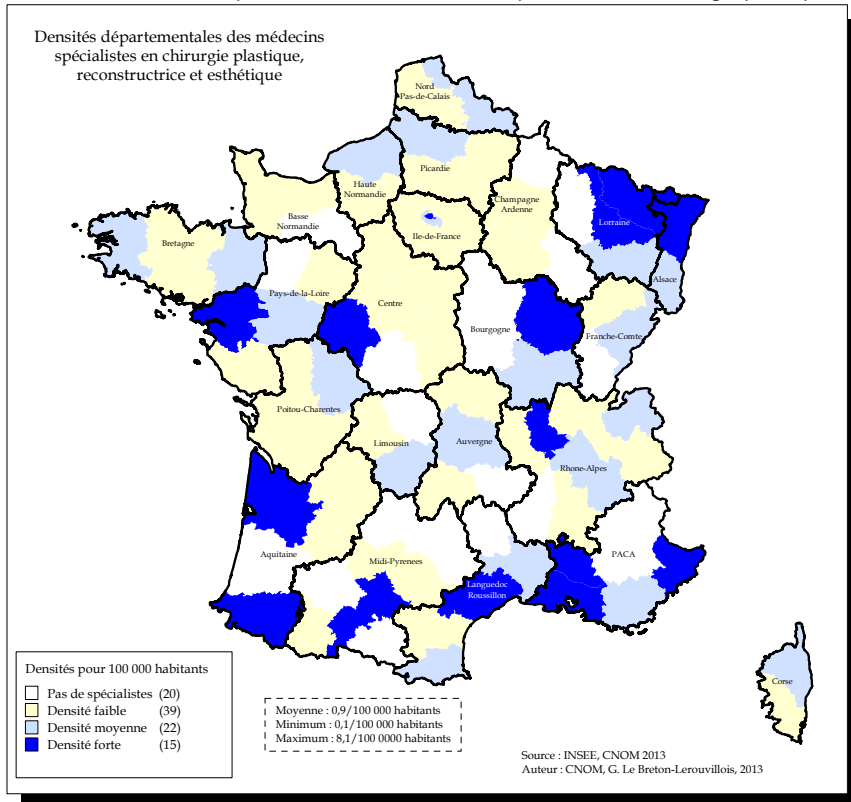 Densités départementales des médecins
spécialistes en chirurgie plastique,
reconstructrice et esthétique
Nord
Pas-de-Calais
Picardie
Haute
Normandie
Champagne
Ardenne
Basse
Normandie
Ile-de-France
Lorraine
Bretagne
Alsace
Pays-de-la-Loire
Centre
Bourgogne
Franche-Comte
Poitou-Charentes
Limousin
Auvergne
Rhone-Alpes
Aquitaine
Midi-Pyrenees
PACA
Languedoc
Roussillon
Corse
Densités pour 100 000 habitants
Pas de spécialistes (20)
Densité faible (39)
Densité moyenne (22)
Densité forte (15)
Moyenne : 0,9/100 000 habitants
Minimum : 0,1/100 000 habitants
Maximum : 8,1/100 0000 habitants
Source : INSEE, CNOM 2013
Auteur : CNOM, G. Le Breton-Lerouvillois, 2013